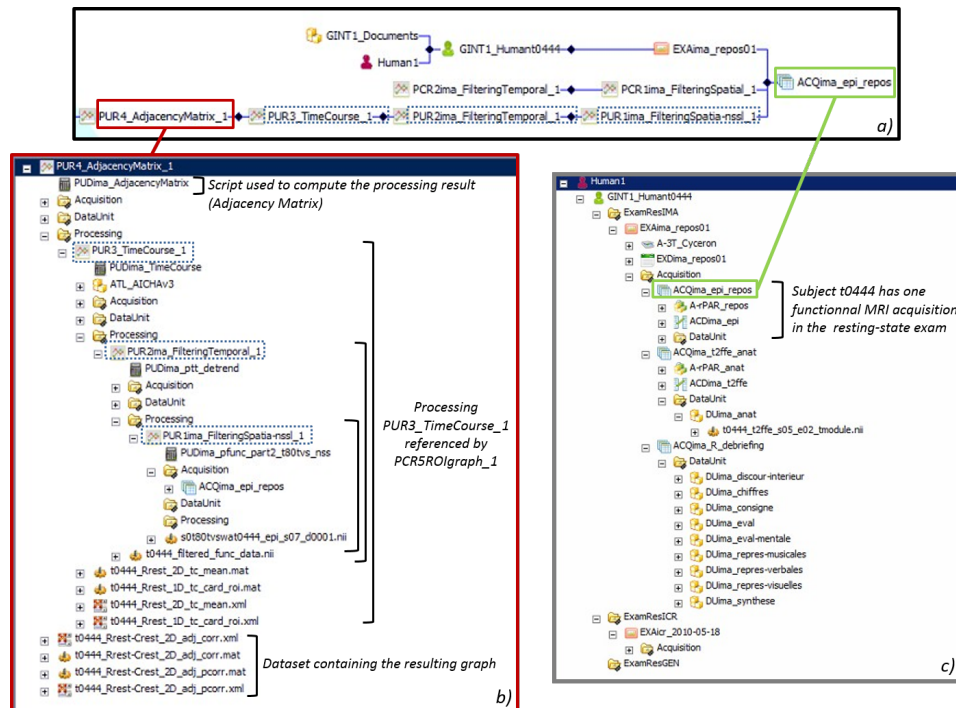 GINT1_Documents
Human1
GINT1_Humant0444
EXAima_repos01
PCR2ima_FilteringTemporal_1
PCR1ima_FilteringSpatial_1
ACQima_epi_repos
PUR4_AdjacencyMatrix_1
PUR3_TimeCourse_1
PUR2ima_FilteringTemporal_1
PUR1ima_FilteringSpatia-nssl_1
a)
PUR4_AdjacencyMatrix_1
PUDima_AdjacencyMatrix
Script used to compute the processing result
(Adjacency Matrix)
Acquisition
DataUnit
Processing
PUR3_TimeCourse_1
PUDima_TimeCourse
ATL_AICHAv3
Acquisition
DataUnit
Processing
PUR2ima_FilteringTemporal_1
PUDima_ptt_detrend
Acquisition
DataUnit
Processing
PUR1ima_FilteringSpatia-nssl_1
PUDima_pfunc_part2_t80tvs_nss
Acquisition
ACQima_epi_repos
DataUnit
Processing
s0t80tvswat0444_epi_s07_d0001.nii
t0444_filtered_func_data.nii
t0444_Rrest_2D_tc_mean.mat
t0444_Rrest_1D_tc_card_roi.mat
t0444_Rrest_2D_tc_mean.xml
t0444_Rrest_1D_tc_card_roi.xml
Processing
PUR3_TimeCourse_1
referenced by
PCR5ROIgraph_1
t0444_Rrest-Crest_2D_adj_corr.xml
t0444_Rrest-Crest_2D_adj_corr.mat
t0444_Rrest-Crest_2D_adj_pcorr.mat
t0444_Rrest-Crest_2D_adj_pcorr.xml
Dataset containing the resulting graph
b)
Human1
GINT1_Humant0444
ExamResIMA
EXAima_repos01
A-3T_Cyceron
EXDima_repos01
Acquisition
ACQima_epi_repos
A-rPAR_repos
ACDima_epi
DataUnit
Subject t0444 has one
functionnal MRI acquisition
in the resting-state exam
ACQima_t2ffe_anat
A-rPAR_anat
ACDima_t2ffe
DataUnit
DUima_anat
t0444_t2ffe_s05_e02_tmodule.nii
ACQima_R_debriefing
DataUnit
DUima_discour-interieur
DUima_chiffres
DUima_consigne
DUima_eval
DUima_eval-mentale
DUima_repres-musicales
DUima_repres-verbales
DUima_repres-visuelles
DUima_synthese
ExamResICR
EXAicr_2010-05-18
Acquisition
ExamResGEN
c)